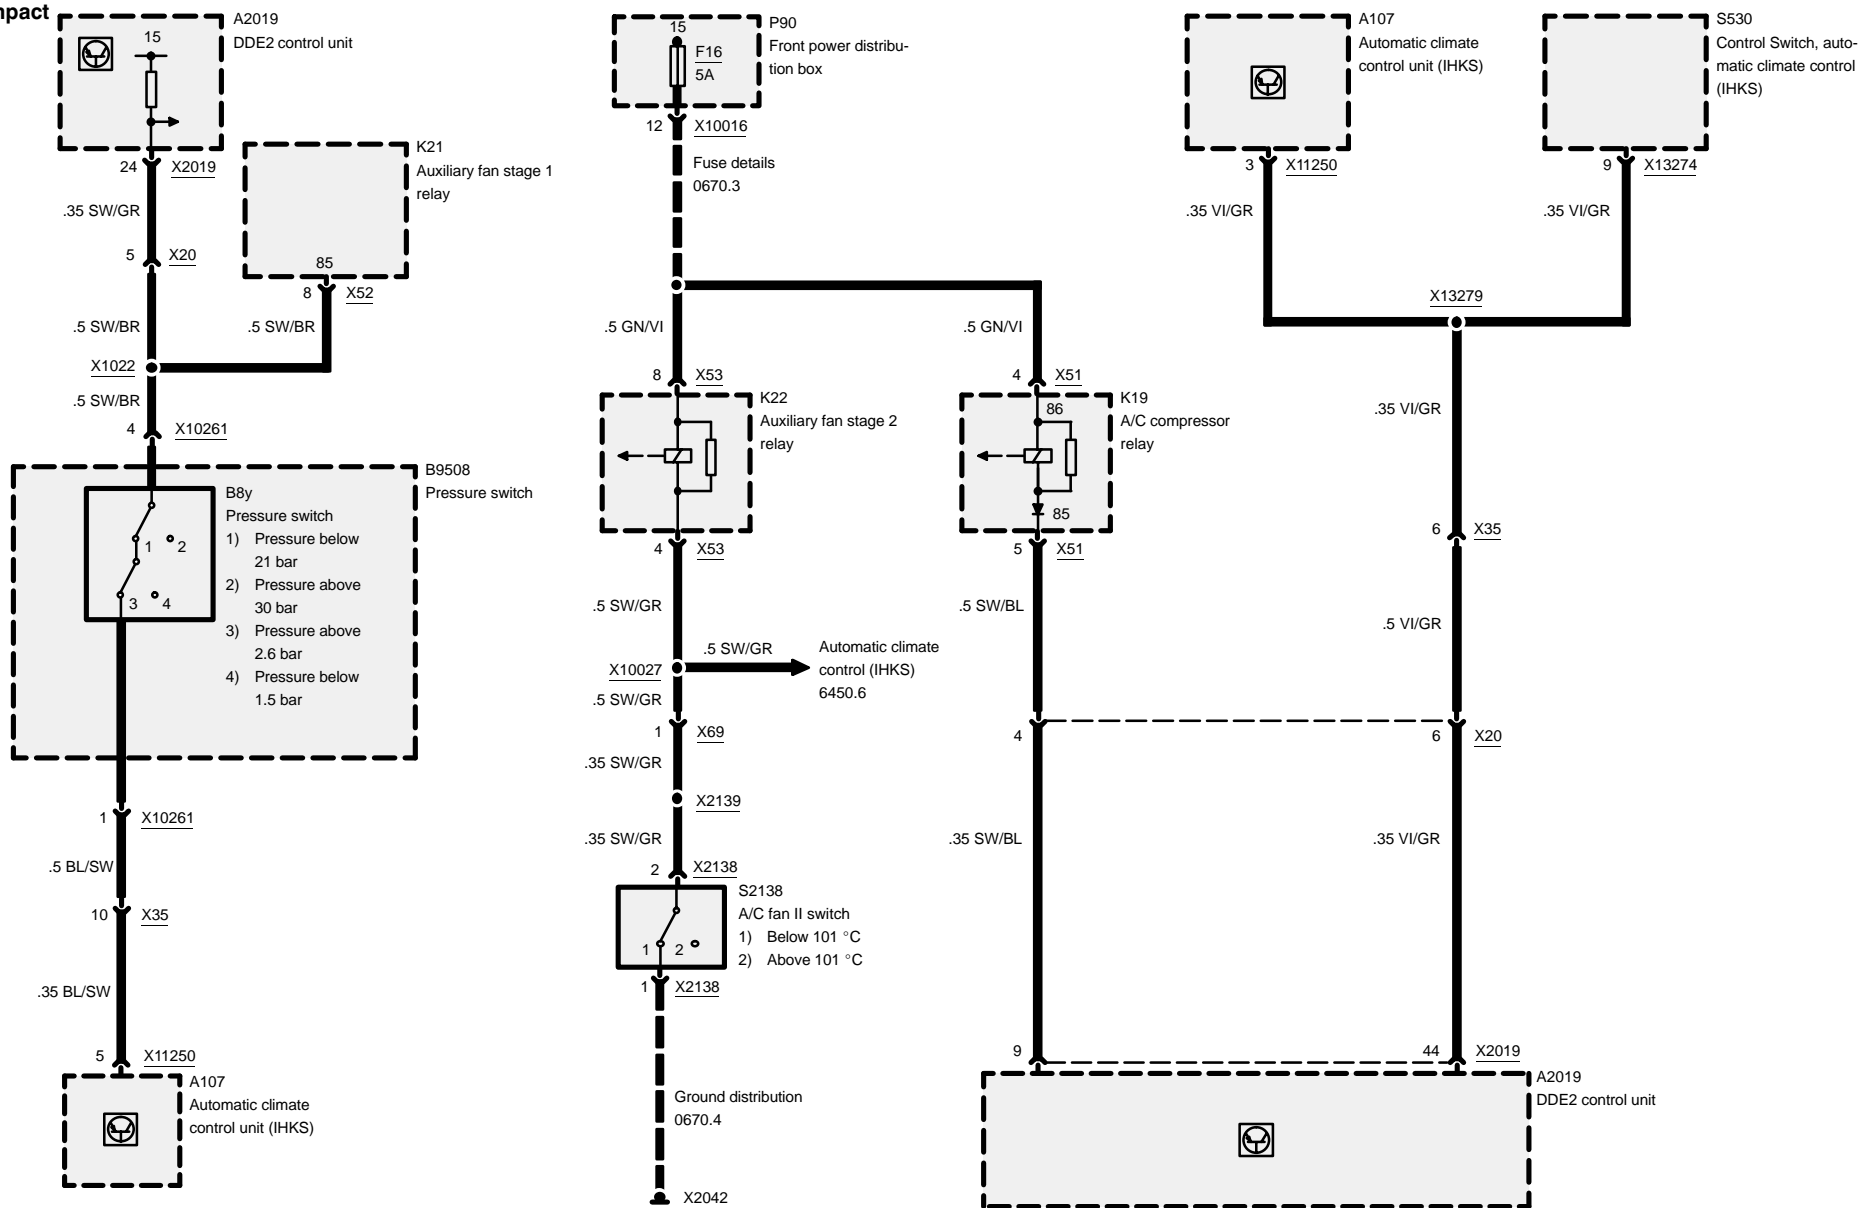 mpact
A2019
DDE2 control unit
15
24
X2019
.35 SW/GR
5
X20
K21
Auxiliary fan stage 1
relay
85
8
X52
.5 SW/BR
.5 SW/BR
X1022
.5 SW/BR
4
X10261
B9508
Pressure switch
B8y
Pressure switch
1) Pressure below
21 bar
2) Pressure above
30 bar
3) Pressure above
2.6 bar
4) Pressure below
1.5 bar
1
2
3
4
1
X10261
.5 BL/SW
10
X35
.35 BL/SW
5
X11250
A107
Automatic climate
control unit (IHKS)
P90
Front power distribu-
tion box
15
F16
5A
12
X10016
Fuse details
0670.3
.5 GN/VI
.5 GN/VI
8
X53
K22
Auxiliary fan stage 2
relay
4
X53
.5 SW/GR
.5 SW/GR
Automatic climate
control (IHKS)
6450.6
X10027
.5 SW/GR
1
X69
.35 SW/GR
X2139
.35 SW/GR
2
X2138
S2138
A/C fan II switch
1) Below 101 °C
2) Above 101 °C
1
2
1
X2138
Ground distribution
0670.4
X2042
4
X51
K19
A/C compressor
relay
86
85
5
X51
.5 SW/BL
4
.35 SW/BL
9
A107
Automatic climate
control unit (IHKS)
3
X11250
.35 VI/GR
S530
Control Switch, auto-
matic climate control
(IHKS)
9
X13274
.35 VI/GR
X13279
.35 VI/GR
6
X35
.5 VI/GR
6
X20
.35 VI/GR
44
X2019
A2019
DDE2 control unit